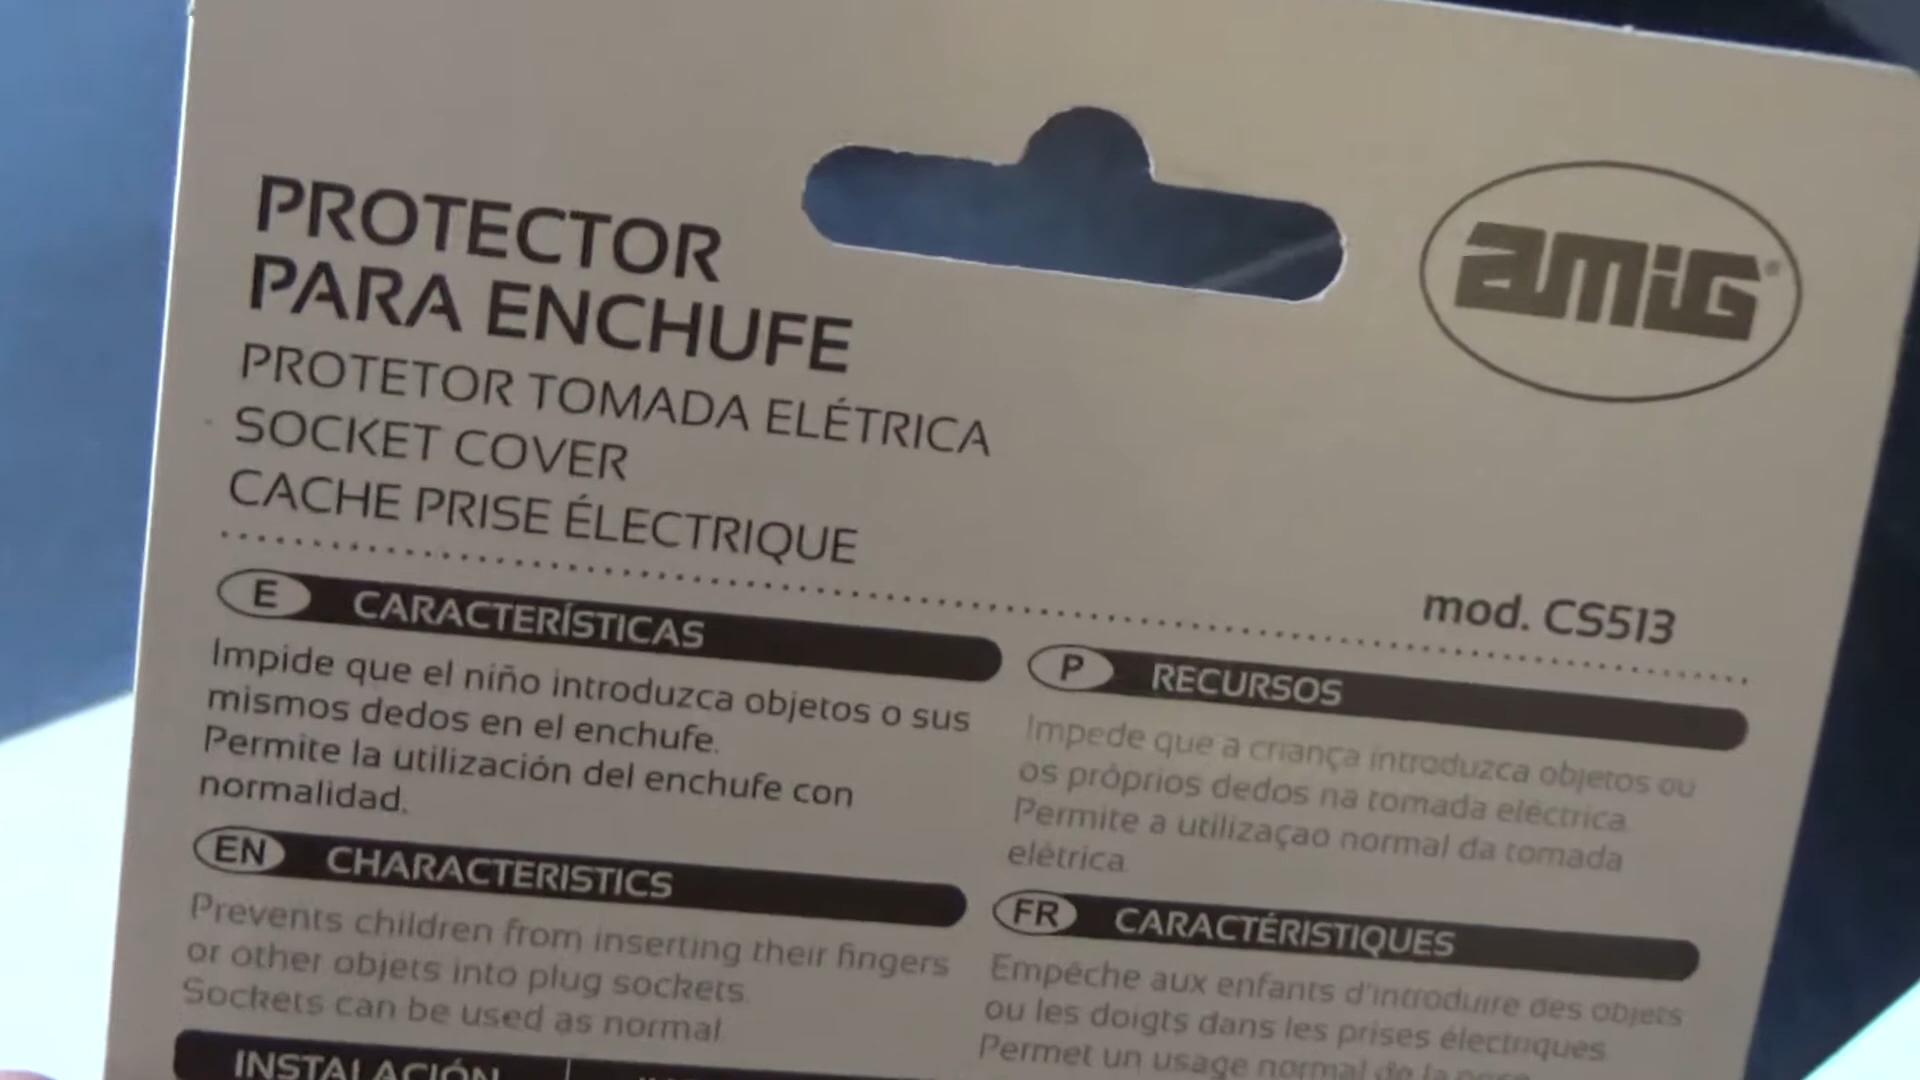 PROTECTOR
PARA ENCHUFE
PROTETOR TOMADA ELÉTRICA
SOCKET COVER
CACHE PRISE ÉLECTRIQUE
amiG®
mod. CS513
E CARACTERÍSTICAS
Impide que el niño introduzca objetos o sus
mismos dedos en el enchufe.
Permite la utilización del enchufe con
normalidad.
P RECURSOS
Impede que a criança introduzca objetos ou
os próprios dedos na tomada eléctrica.
Permite a utilizaçao normal da tomada
elétrica.
EN CHARACTERISTICS
Prevents children from inserting their fingers
or other objets into plug sockets.
Sockets can be used as normal.
FR CARACTÉRISTIQUES
Empéche aux enfants d'introduire des objets
ou les doigts dans les prises électriques.
Permet un usage normal de la
INSTALACIÓN